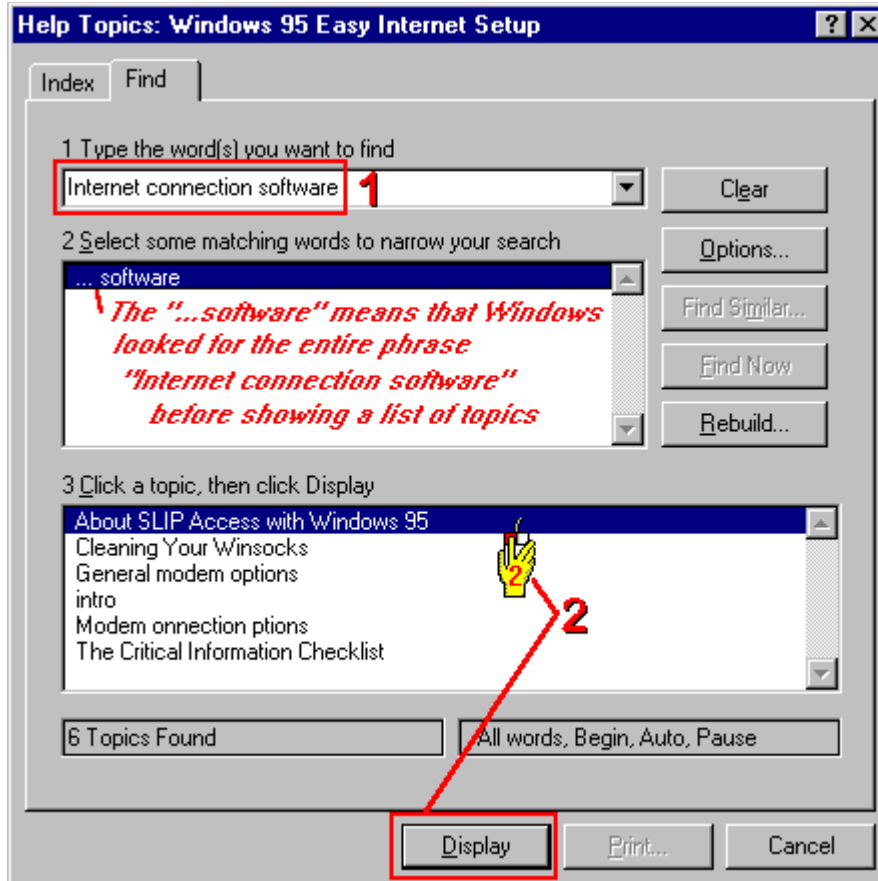 Help Topics: Windows 95 Easy Internet Setup
Index Find
1 Type the word(s) you want to find
Internet connection software 1
Clear
2 Select some matching words to narrow your search
Options...
... software
The "...software" means that Windows
looked for the entire phrase
"Internet connection software"
before showing a list of topics
Find Similar...
Find Now
Rebuild...
3 Click a topic, then click Display
About SLIP Access with Windows 95
Cleaning Your Winsocks
General modem options
intro
Modem onnection ptions
The Critical Information Checklist
2
2
6 Topics Found
All words, Begin, Auto, Pause
Display Print... Cancel